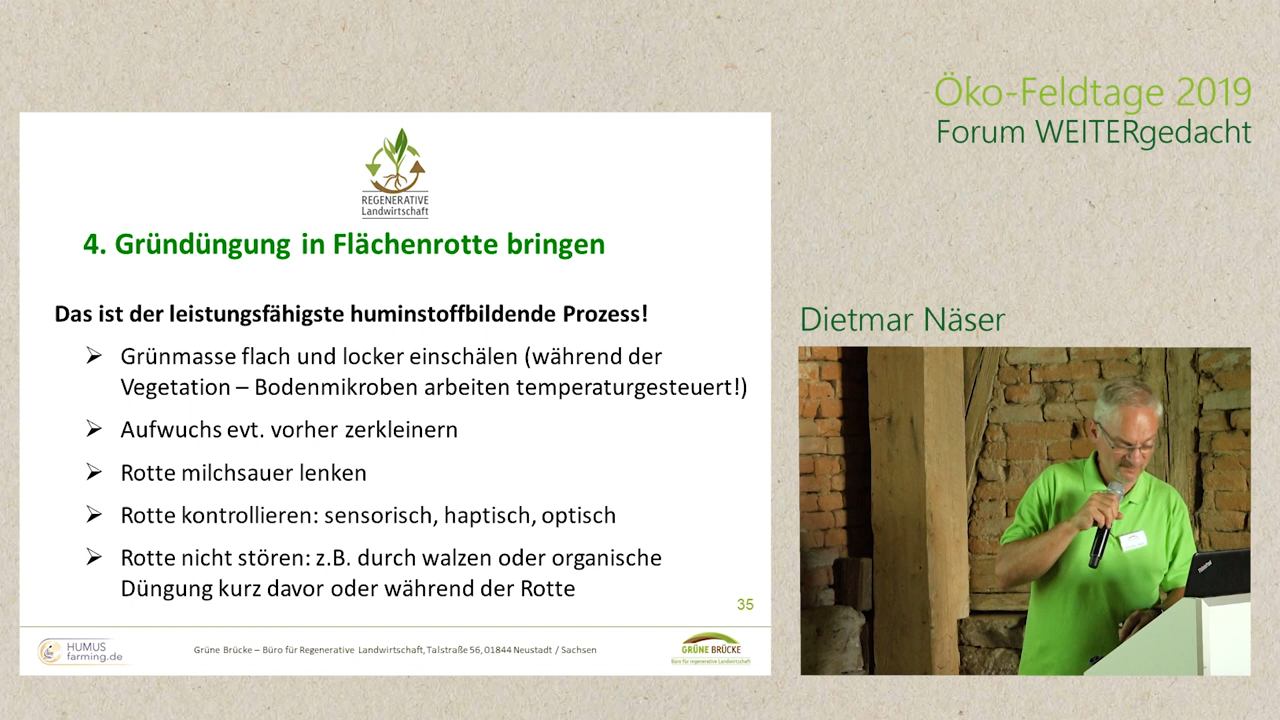 Öko-Feldtage 2019
Forum WEITERgedacht
REGENERATIVE
Landwirtschaft
4. Gründüngung in Flächenrotte bringen
Das ist der leistungsfähigste huminstoffbildende Prozess!
Grünmasse flach und locker einschälen (während der
Vegetation – Bodenmikroben arbeiten temperaturgesteuert!)
Aufwuchs evt. vorher zerkleinern
Rotte milchsauer lenken
Rotte kontrollieren: sensorisch, haptisch, optisch
Rotte nicht stören: z.B. durch walzen oder organische
Düngung kurz davor oder während der Rotte
35
HUMUS
farming.de
Grüne Brücke – Büro für Regenerative Landwirtschaft, Talstraße 56, 01844 Neustadt / Sachsen
GRÜNE BRÜCKE
Büro für regenerative Landwirtschaft
Dietmar Näser
ThinkPad